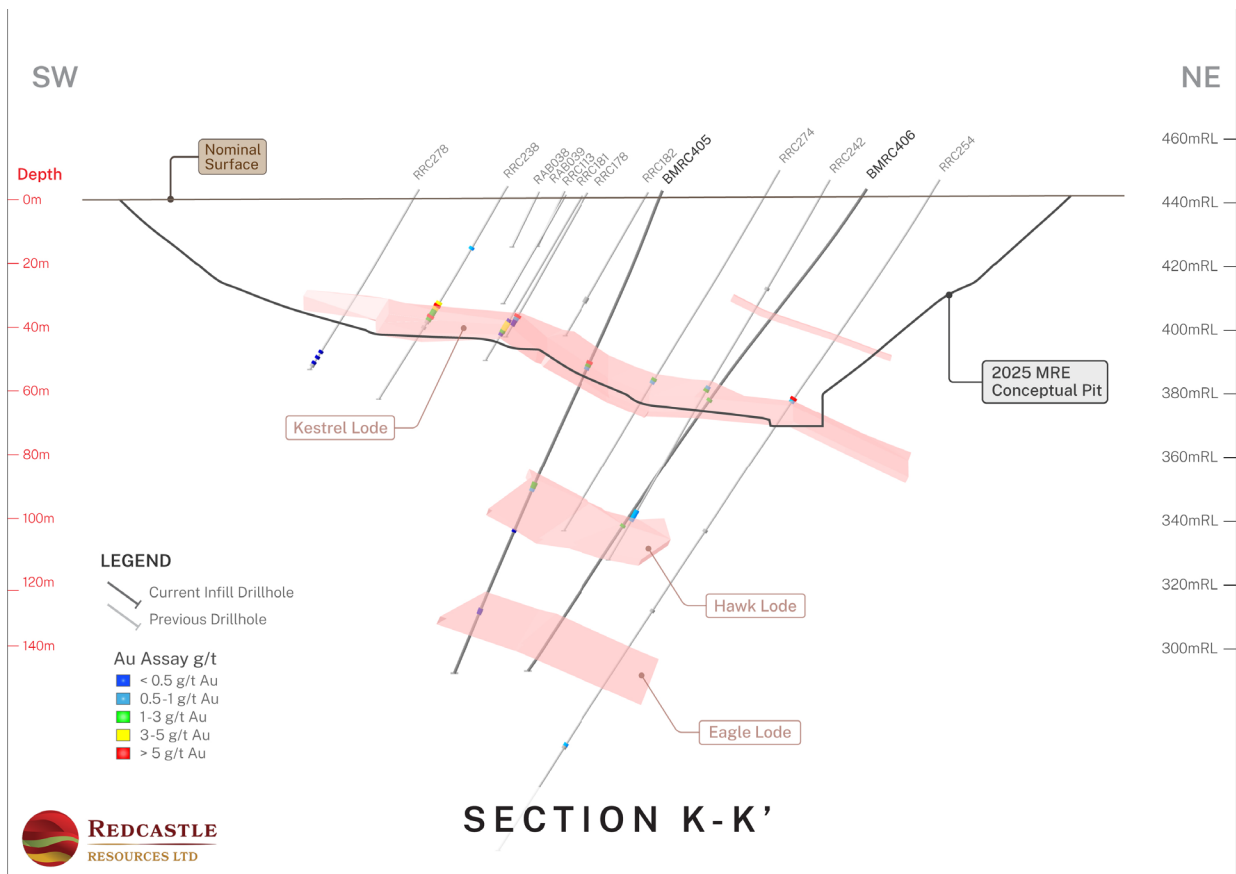 SW
NE
Nominal
Surface
RRC278
RRC238
RAB038
RAB039
RRC113
RRC181
RRC178
RRC182
BMRC405
RRC274
RRC242
BMRC406
RRC254
Depth
0m
20m
40m
60m
80m
100m
120m
140m
460mRL
440mRL
420mRL
400mRL
380mRL
360mRL
340mRL
320mRL
300mRL
2025 MRE
Conceptual Pit
Kestrel Lode
Hawk Lode
Eagle Lode
LEGEND
Current Infill Drillhole
Previous Drillhole
Au Assay g/t
< 0.5 g/t Au
0.5-1 g/t Au
1-3 g/t Au
3-5 g/t Au
> 5 g/t Au
REDCASTLE
RESOURCES LTD
SECTION K-K’